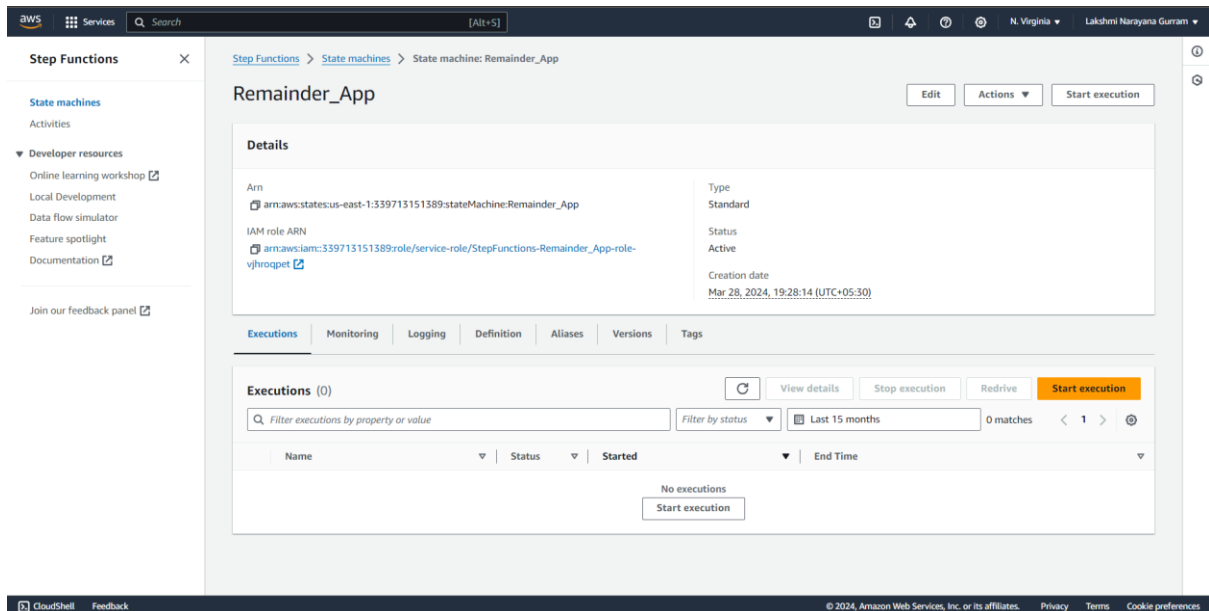 aws Services Search [Alt+S] N. Virginia Lakshmi Narayana Gurram
Step Functions
State machines
Activities
Developer resources
Online learning workshop
Local Development
Data flow simulator
Feature spotlight
Documentation
Join our feedback panel
Step Functions > State machines > State machine: Remainder_App
Remainder_App Edit Actions Start execution
Details
Arn
arn:aws:states:us-east-1:339713151389:stateMachine:Remainder_App
IAM role ARN
arn:aws:iam::339713151389:role/service-role/StepFunctions-Remainder_App-role-
vjhroqpet
Type
Standard
Status
Active
Creation date
Mar 28, 2024, 19:28:14 (UTC+05:30)
Executions Monitoring Logging Definition Aliases Versions Tags
Executions (0) View details Stop execution Redrive Start execution
Filter executions by property or value Filter by status Last 15 months 0 matches 1
Name Status Started End Time
No executions
Start execution
CloudShell Feedback © 2024, Amazon Web Services, Inc. or its affiliates. Privacy Terms Cookie preferences